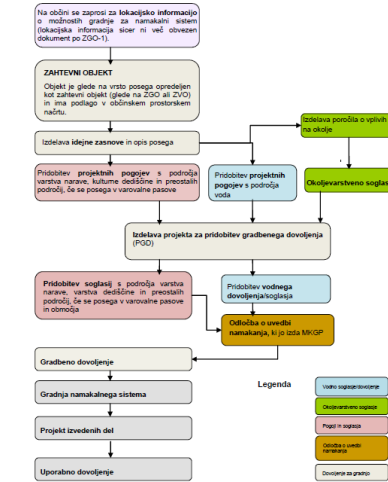 Na občini se zaprosi za lokacijsko informacijo
o možnostih gradnje za namakalni sistem
(lokacijska informacija sicer ni več obvezen
dokument po ZGO-1).
ZAHTEVNI OBJEKT
Objekt je glede na vrsto posega opredeljen
kot zahtevni objekt (glede na ZGO ali ZVO)
in ima podlago v občinskem prostorskem
načrtu.
Izdelava idejne zasnove in opis posega
Izdelava poročila o vplivih
na okolje
Pridobitev projektnih pogojev s področja
varstva narave, kulturne dediščine in preostalih
področij, če se posega v varovalne pasove
Pridobitev projektnih
pogojev s področja
voda
Okoljevarstveno soglas
Izdelava projekta za pridobitev gradbenega dovoljenja
(PGD)
Pridobitev soglasij s področja varstva
narave, varstva dediščine in preostalih
področij, če se posega v varovalne pasove
in območja
Pridobitev vodnega
dovoljenja/soglasja
Odločba o uvedbi
namakanja, ki jo izda MKGP
Gradbeno dovoljenje
Gradnja namakalnega sistema
Projekt izvedenih del
Uporabno dovoljenje
Legenda
Vodno soglasje/dovoljenje
Okoljevarstveno soglasje
Pogoji in soglasja
Odločba o uvedbi
namakanja
Dovoljenje za gradnjo